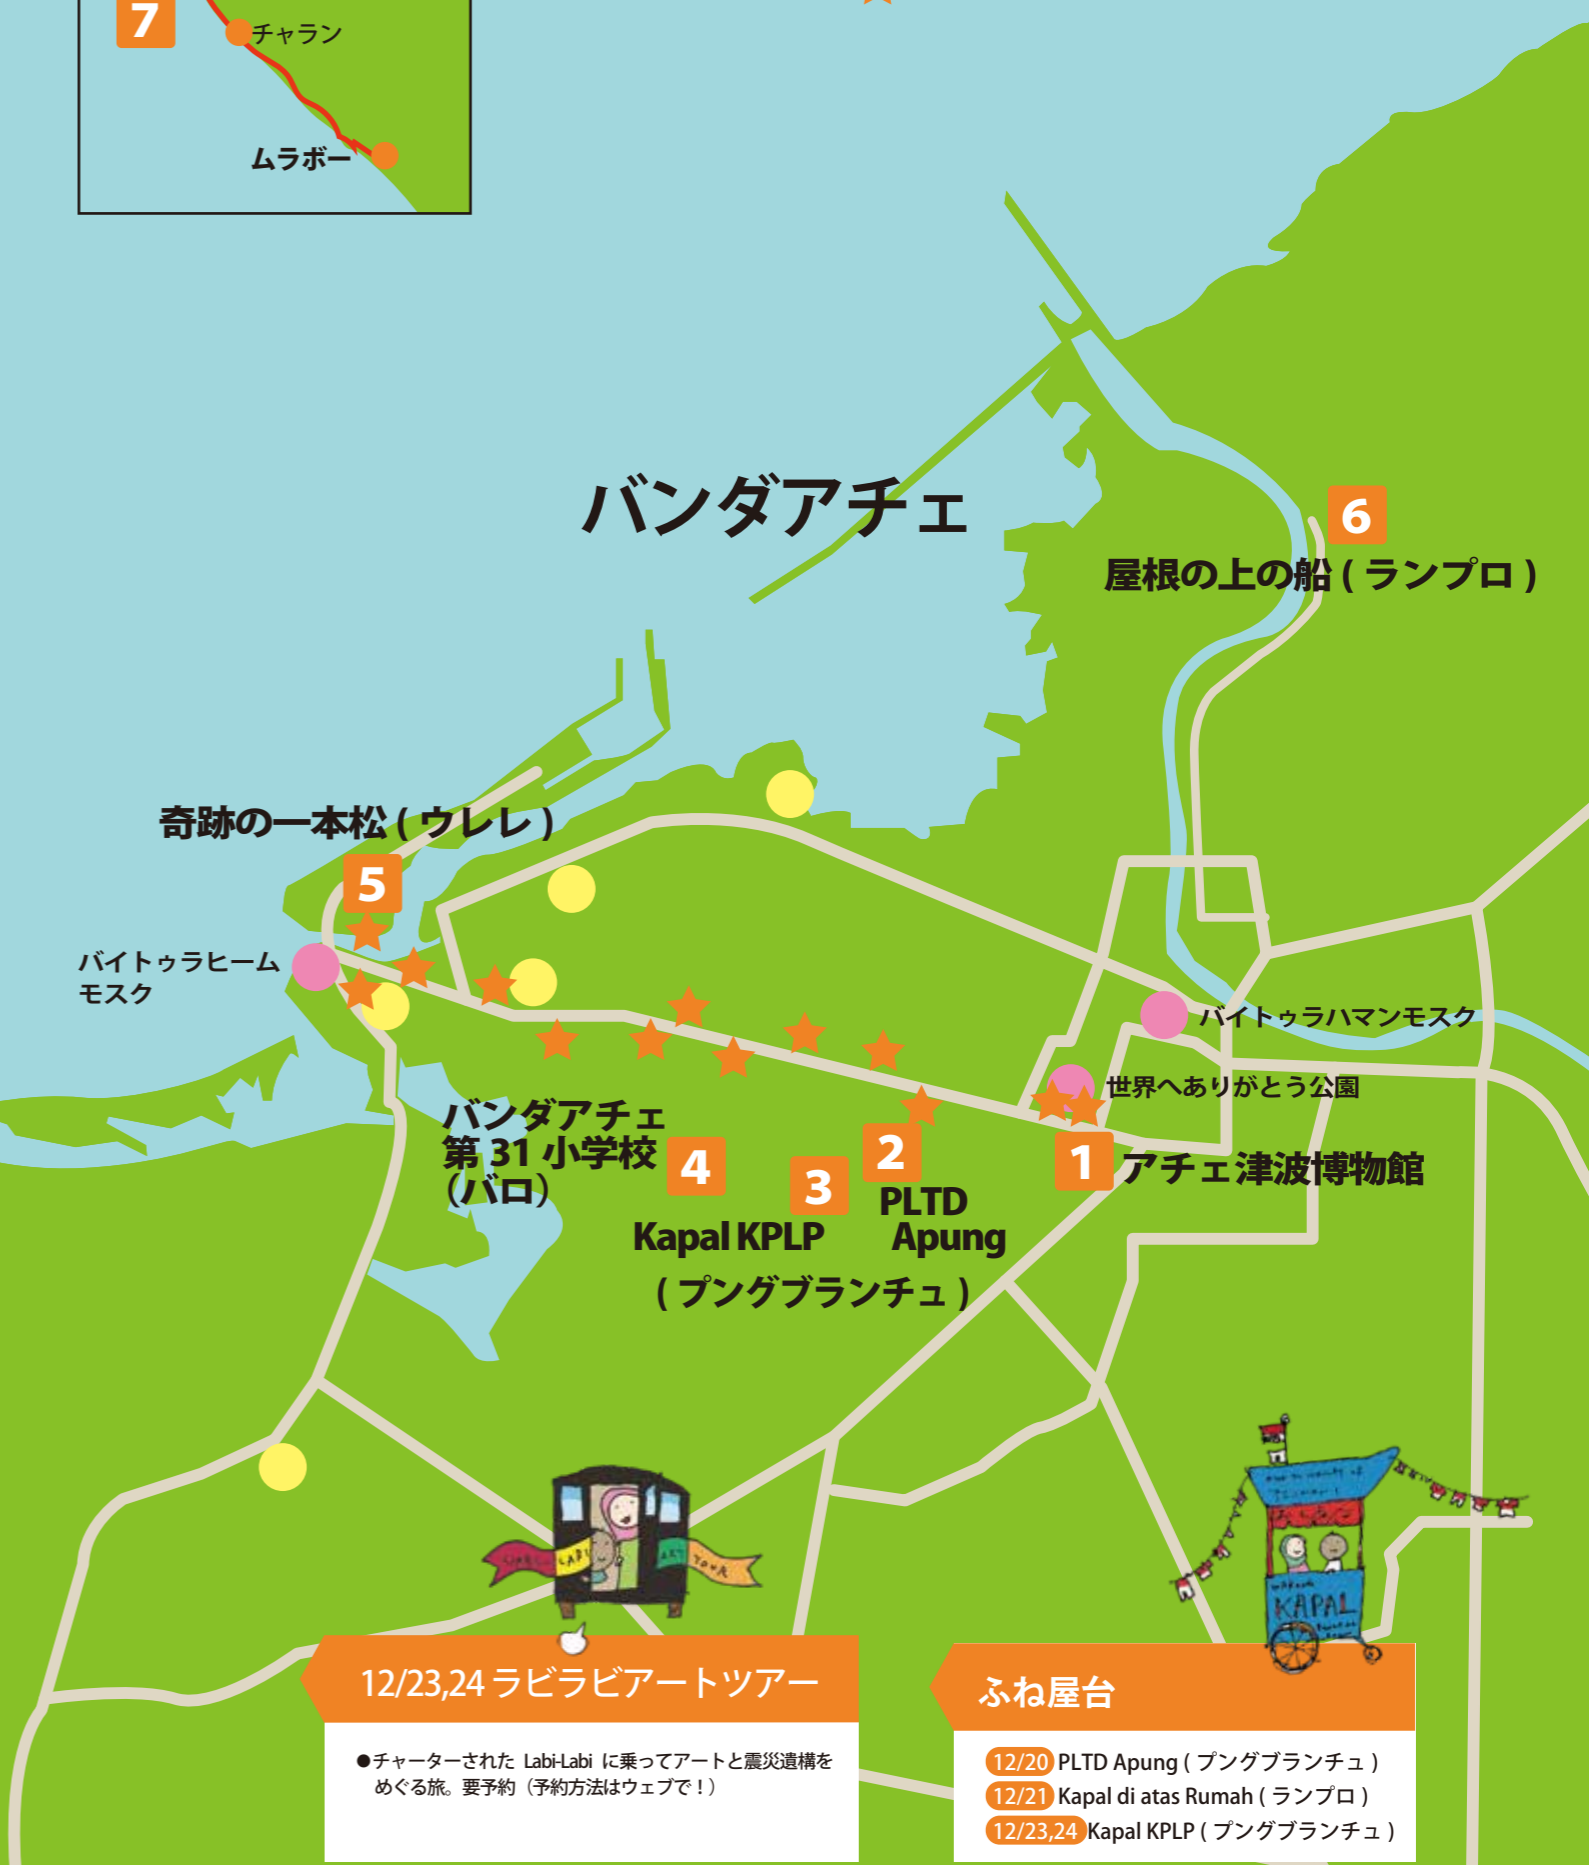 7
チャラン
ムラボー
バンダアチェ
6
屋根の上の船 ( ランプロ )
奇跡の一本松 ( ウレレ )
5
バイトゥラヒーム
モスク
バイトゥラハマンモスク
世界へありがとう公園
バンダアチェ
第 31 小学校
（バロ）
4
3
2
1
アチェ津波博物館
PLTD
Apung
Kapal KPLP
( プングブランチュ )
LABI
ART
TOUR
KAPAL
12/23,24 ラビラビアートツアー
●チャーターされた Labi-Labi に乗ってアートと震災遺構を
めぐる旅。要予約（予約方法はウェブで！）
ふね屋台
12/20 PLTD Apung ( プングブランチュ )
12/21 Kapal di atas Rumah ( ランプロ )
12/23,24 Kapal KPLP ( プングブランチュ )